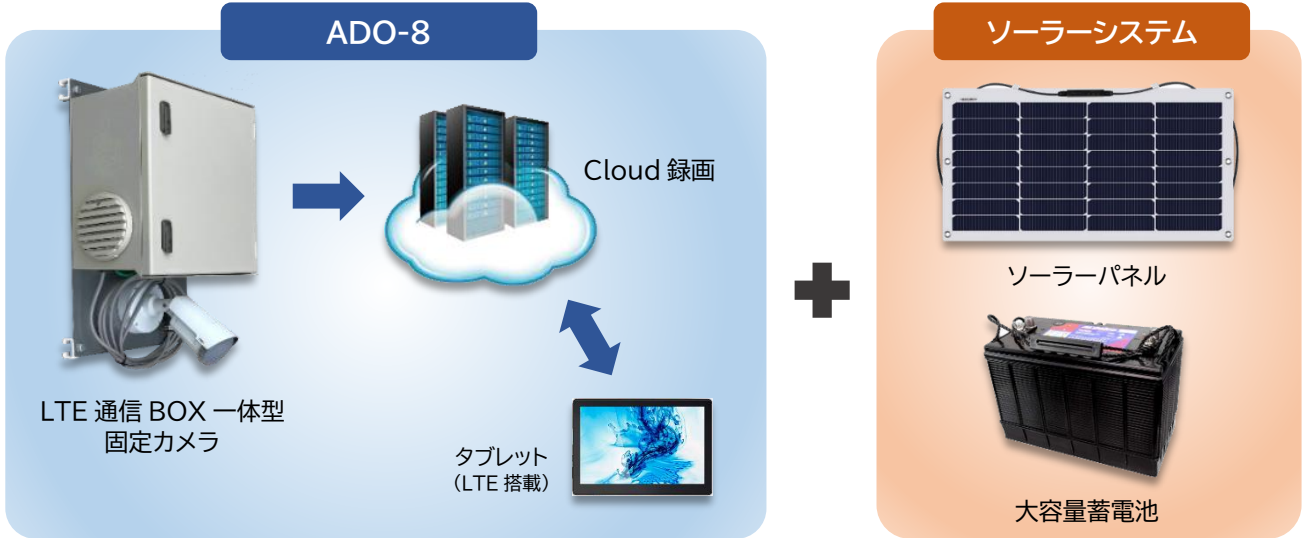 ADO-8
Cloud 録画
LTE 通信 BOX 一体型
固定カメラ
タブレット
(LTE 搭載)
ソーラーシステム
ソーラーパネル
大容量蓄電池